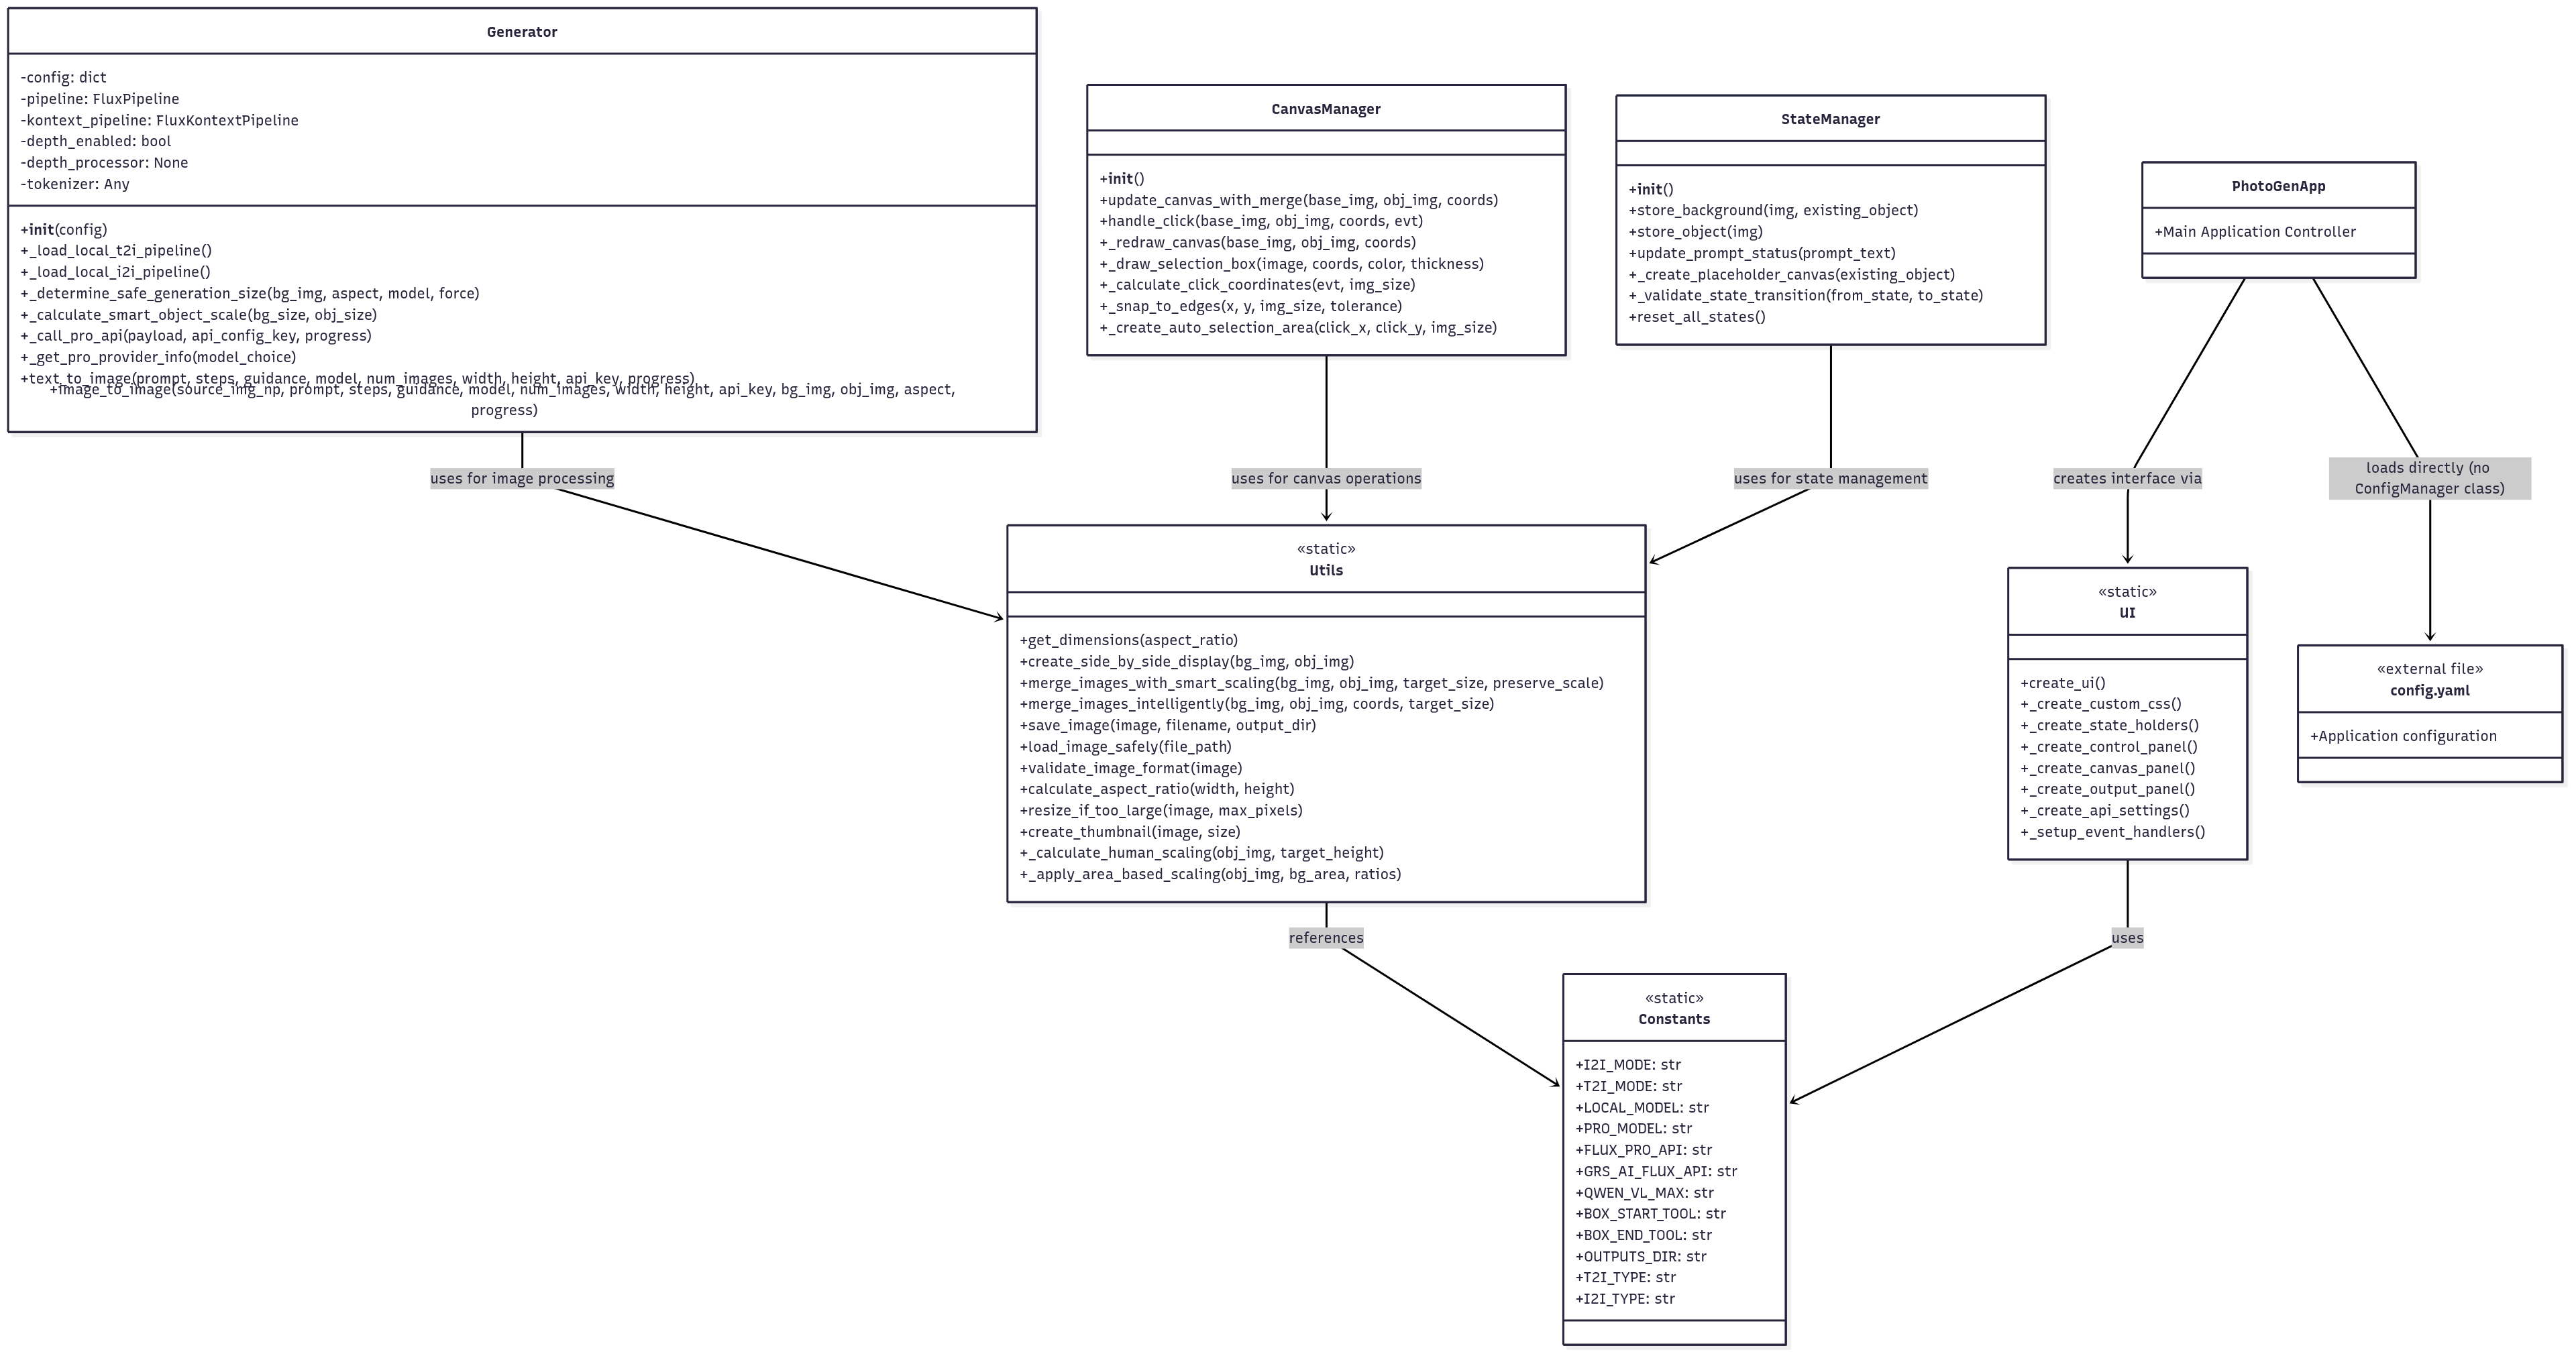 Generator
-config: dict
-pipeline: FluxPipeline
-kontext_pipeline: FluxKontextPipeline
-depth_enabled: bool
-depth_processor: None
-tokenizer: Any
+init(config)
+_load_local_t2i_pipeline()
+_load_local_i2i_pipeline()
+_determine_safe_generation_size(bg_img, aspect, model, force)
+_calculate_smart_object_scale(bg_size, obj_size)
+_call_pro_api(payload, api_config_key, progress)
+_get_pro_provider_info(model_choice)
+text_to_image(prompt, steps, guidance, model, num_images, width, height, api_key, progress)
+image_to_image(source_img_np, prompt, steps, guidance, model, num_images, width, height, api_key, bg_img, obj_img, aspect,
progress)
CanvasManager
+init()
+update_canvas_with_merge(base_img, obj_img, coords)
+handle_click(base_img, obj_img, coords, evt)
+_redraw_canvas(base_img, obj_img, coords)
+_draw_selection_box(image, coords, color, thickness)
+_calculate_click_coordinates(evt, img_size)
+_snap_to_edges(x, y, img_size, tolerance)
+_create_auto_selection_area(click_x, click_y, img_size)
StateManager
+init()
+store_background(img, existing_object)
+store_object(img)
+update_prompt_status(prompt_text)
+_create_placeholder_canvas(existing_object)
+_validate_state_transition(from_state, to_state)
+reset_all_states()
PhotoGenApp
+Main Application Controller
uses for image processing
uses for canvas operations
uses for state management
creates interface via
loads directly (no
ConfigManager class)
«static»
Utils
+get_dimensions(aspect_ratio)
+create_side_by_side_display(bg_img, obj_img)
+merge_images_with_smart_scaling(bg_img, obj_img, target_size, preserve_scale)
+merge_images_intelligently(bg_img, obj_img, coords, target_size)
+save_image(image, filename, output_dir)
+load_image_safely(file_path)
+validate_image_format(image)
+calculate_aspect_ratio(width, height)
+resize_if_too_large(image, max_pixels)
+create_thumbnail(image, size)
+_calculate_human_scaling(obj_img, target_height)
+_apply_area_based_scaling(obj_img, bg_area, ratios)
«static»
UI
+create_ui()
+_create_custom_css()
+_create_state_holders()
+_create_control_panel()
+_create_canvas_panel()
+_create_output_panel()
+_create_api_settings()
+_setup_event_handlers()
«external file»
config.yaml
+Application configuration
references
uses
«static»
Constants
+I2I_MODE: str
+T2I_MODE: str
+LOCAL_MODEL: str
+PRO_MODEL: str
+FLUX_PRO_API: str
+GRS_AI_FLUX_API: str
+QWEN_VL_MAX: str
+BOX_START_TOOL: str
+BOX_END_TOOL: str
+OUTPUTS_DIR: str
+T2I_TYPE: str
+I2I_TYPE: str